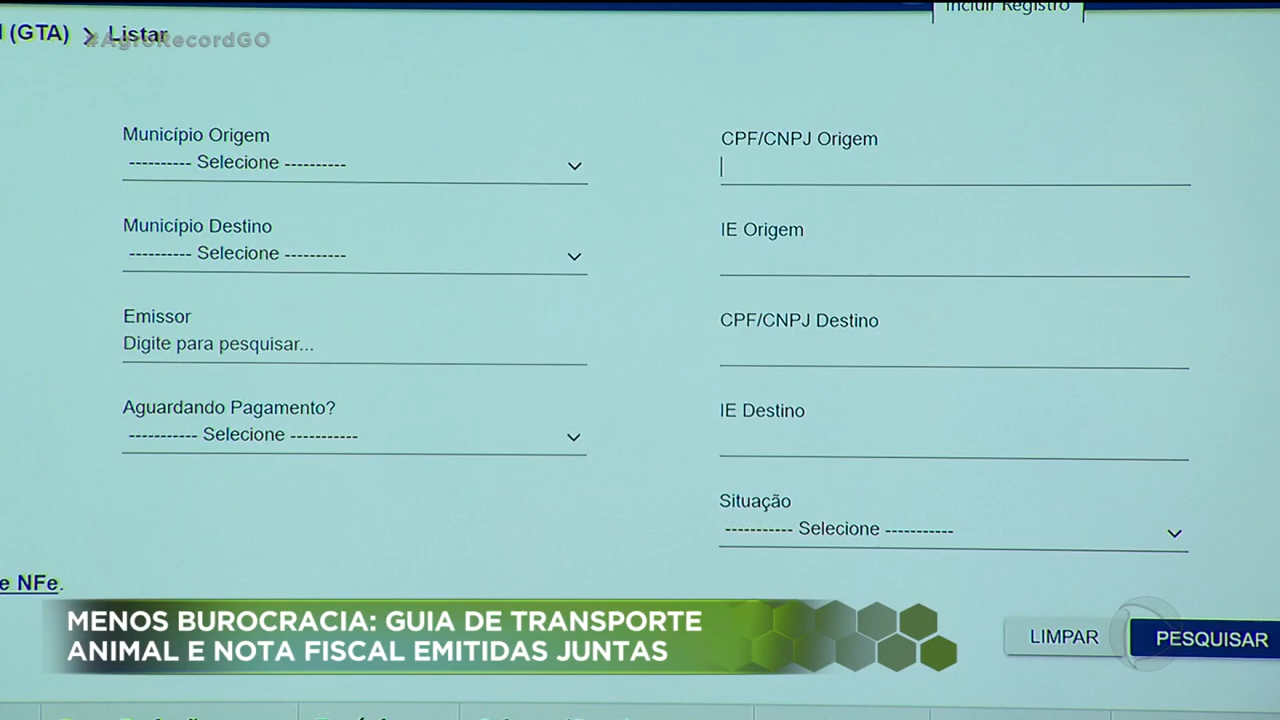 Incluir Registro
(GTA) > Listar
#AgroRecordGO
Município Origem
---------- Selecione ----------
CPF/CNPJ Origem
Município Destino
---------- Selecione ----------
IE Origem
Emissor
Digite para pesquisar...
CPF/CNPJ Destino
Aguardando Pagamento?
----------- Selecione -----------
IE Destino
Situação
----------- Selecione -----------
e NFe.
MENOS BUROCRACIA: GUIA DE TRANSPORTE
ANIMAL E NOTA FISCAL EMITIDAS JUNTAS
LIMPAR
PESQUISAR